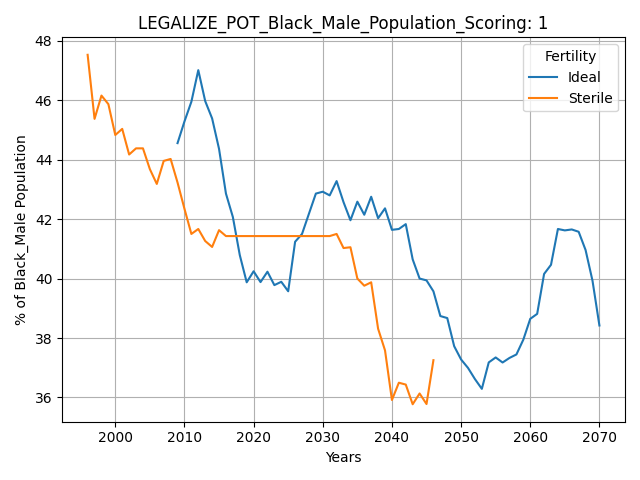 LEGALIZE_POT_Black_Male_Population_Scoring: 1
% of Black_Male Population
48
46
44
42
40
38
36
Fertility
Ideal
Sterile
2000 2010 2020 2030 2040 2050 2060 2070
Years